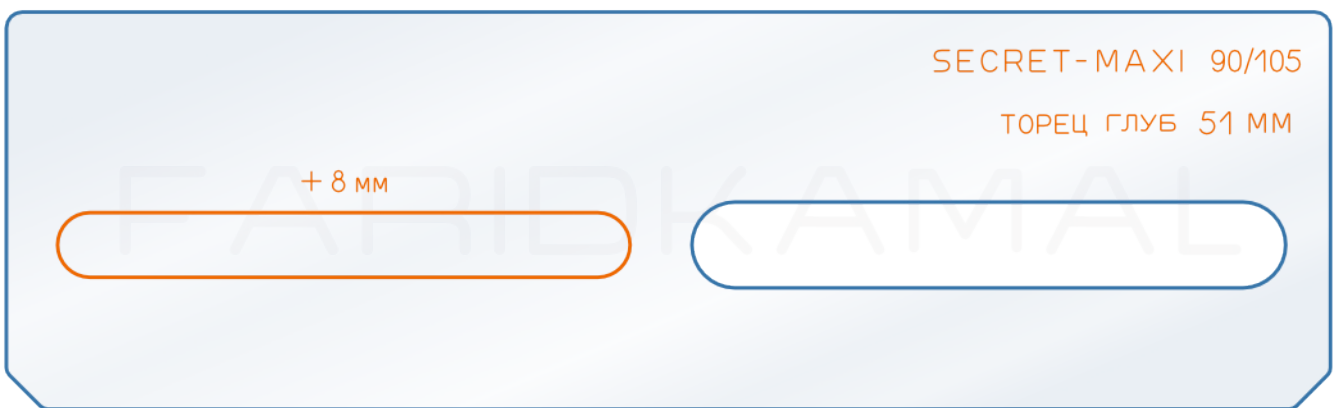 SECRET-MAXI 90/105
ТОРЕЦ ГЛУБ 51 ММ
+ 8 мм
FARIDKAMAL